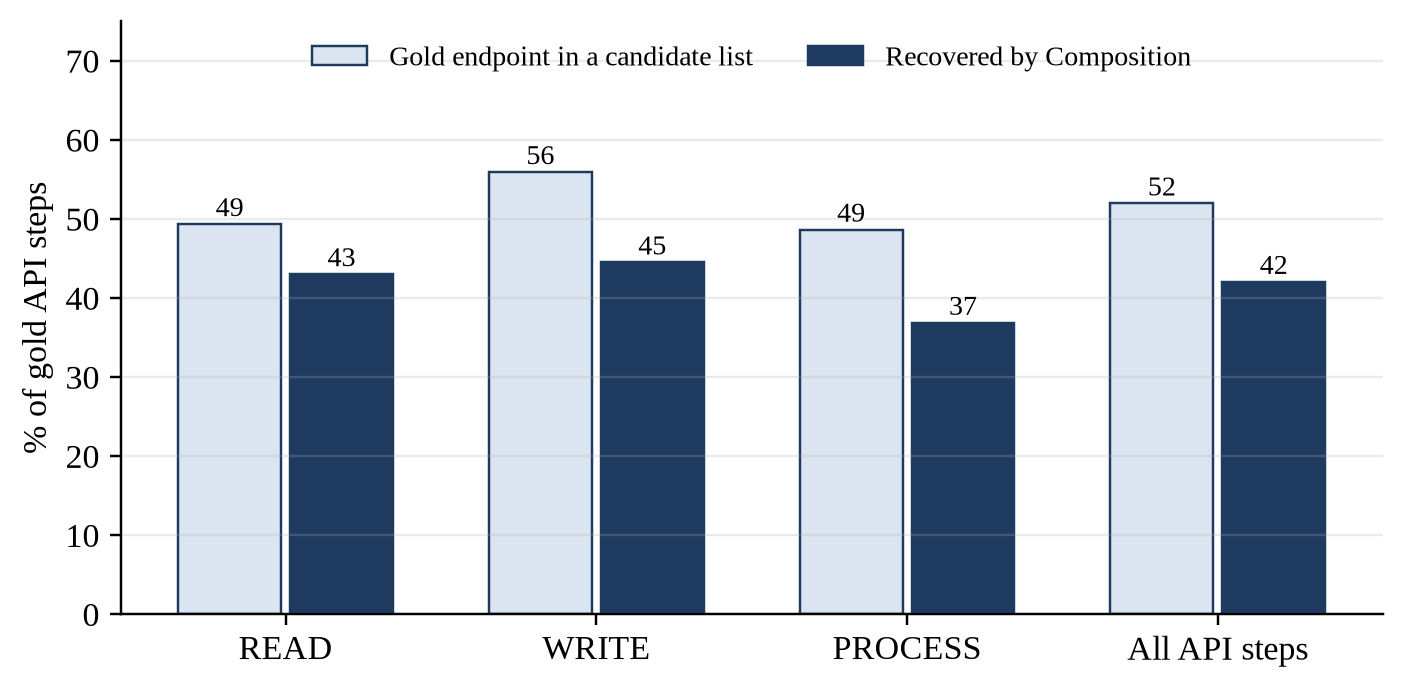 Gold endpoint in a candidate list
Recovered by Composition
% of gold API steps
70
60
50
40
30
20
10
0
49
43
56
45
49
37
52
42
READ
WRITE
PROCESS
All API steps